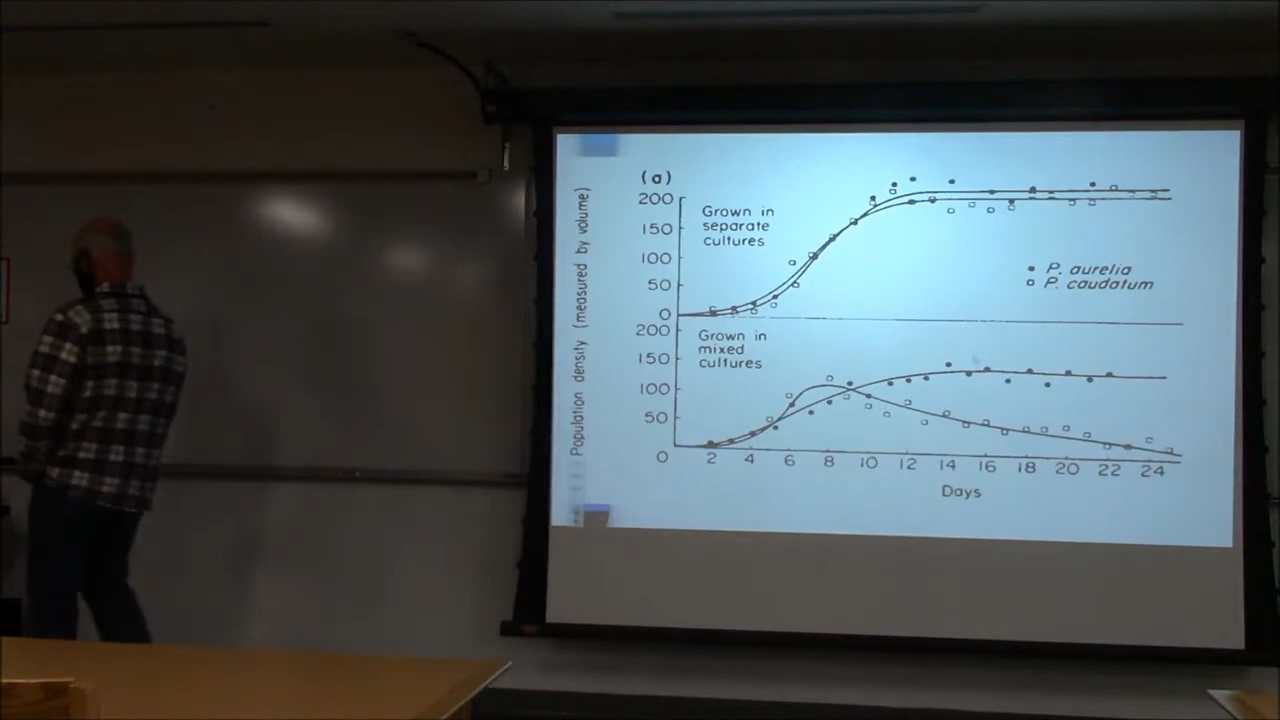 (a)
Population density (measured by volume)
200
150
100
50
0
Grown in
separate
cultures
P. aurelia
P. caudatum
200
150
100
50
0
Grown in
mixed
cultures
2 4 6 8 10 12 14 16 18 20 22 24
Days